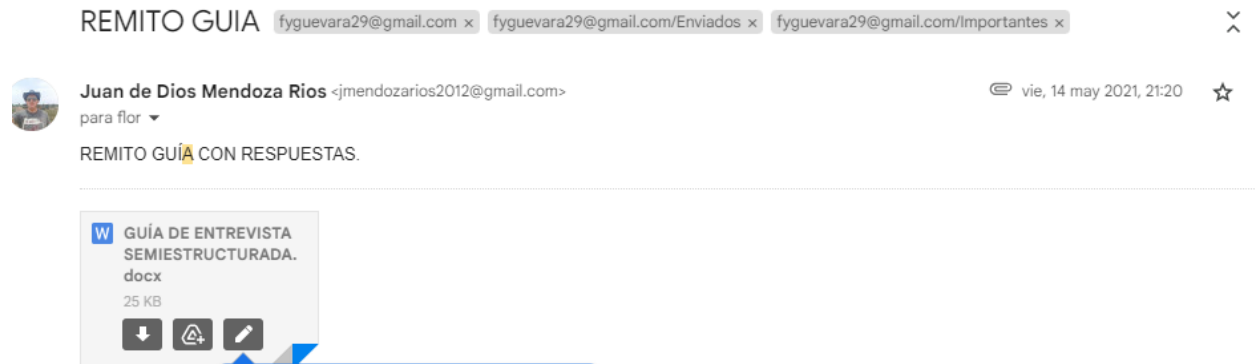 REMITO GUIA fyguevara29@gmail.com × fyguevara29@gmail.com/Enviados × fyguevara29@gmail.com/Importantes ×
Juan de Dios Mendoza Rios <jmendozarios2012@gmail.com> vie, 14 may 2021, 21:20
para flor
REMITO GUÍA CON RESPUESTAS.
W GUÍA DE ENTREVISTA
SEMIESTRUCTURADA.
docx
25 KB